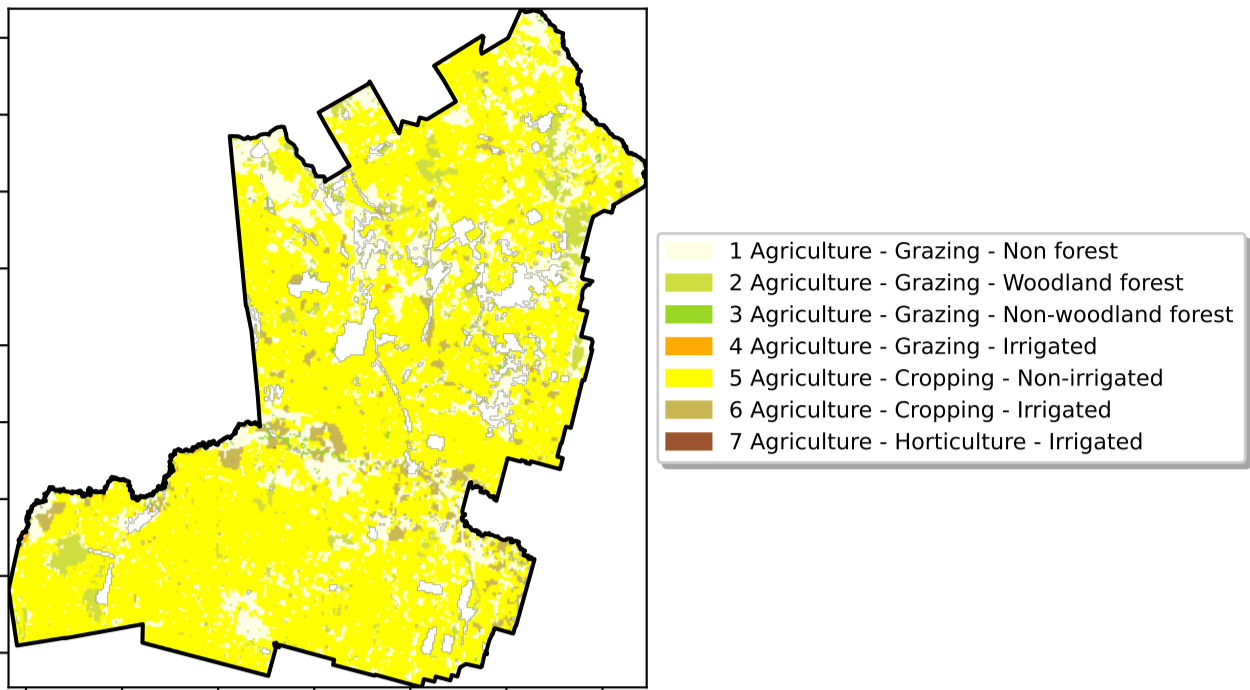 1 Agriculture - Grazing - Non forest
2 Agriculture - Grazing - Woodland forest
3 Agriculture - Grazing - Non-woodland forest
4 Agriculture - Grazing - Irrigated
5 Agriculture - Cropping - Non-irrigated
6 Agriculture - Cropping - Irrigated
7 Agriculture - Horticulture - Irrigated